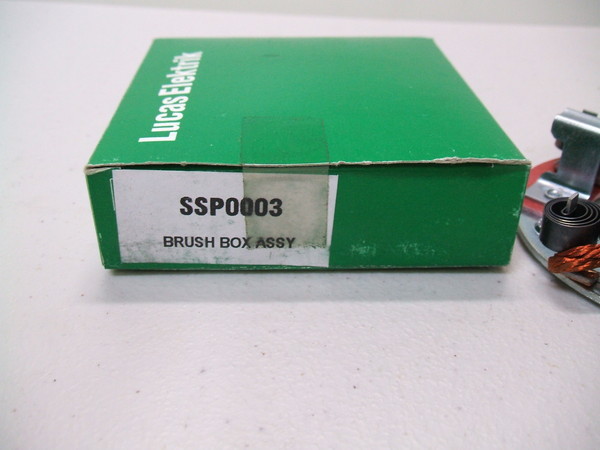 LucasElektrik
SSP0003
BRUSH BOX ASSY